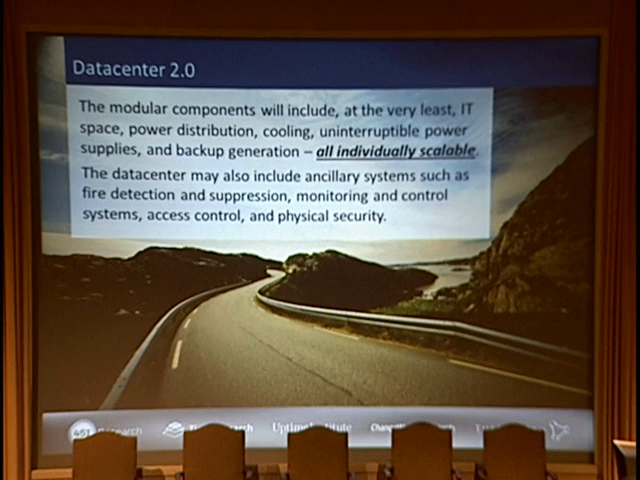 Datacenter 2.0
The modular components will include, at the very least, IT
space, power distribution, cooling, uninterruptible power
supplies, and backup generation – all individually scalable.
The datacenter may also include ancillary systems such as
fire detection and suppression, monitoring and control
systems, access control, and physical security.
451 Research